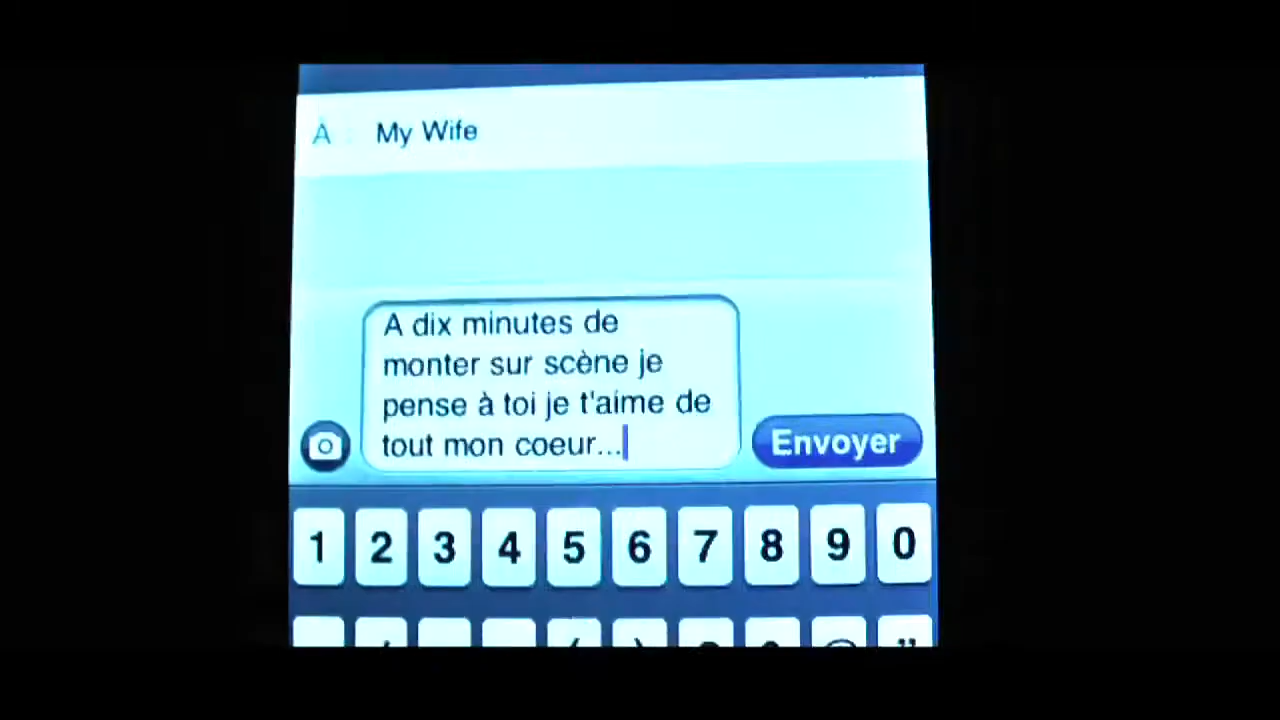 À My Wife
A dix minutes de
monter sur scène je
pense à toi je t'aime de
tout mon coeur...
Envoyer
1 2 3 4 5 6 7 8 9 0